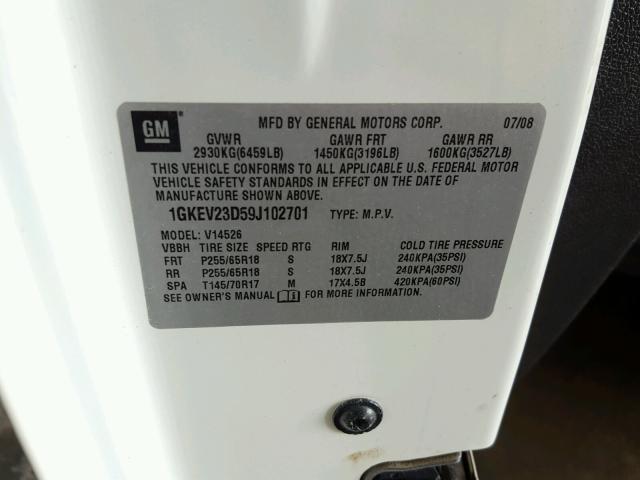 GM
MFD BY GENERAL MOTORS CORP. 07/08
GVWR GAWR FRT GAWR RR
2930KG(6459LB) 1450KG(3196LB) 1600KG(3527LB)
THIS VEHICLE CONFORMS TO ALL APPLICABLE U.S. FEDERAL MOTOR
VEHICLE SAFETY STANDARDS IN EFFECT ON THE DATE OF
MANUFACTURE SHOWN ABOVE.
1GKEV23D59J102701 TYPE: M.P.V.
MODEL: V14526
VBBH TIRE SIZE SPEED RTG RIM COLD TIRE PRESSURE
FRT P255/65R18 S 18X7.5J 240KPA(35PSI)
RR P255/65R18 S 18X7.5J 240KPA(35PSI)
SPA T145/70R17 M 17X4.5B 420KPA(60PSI)
SEE OWNER'S MANUAL FOR MORE INFORMATION.